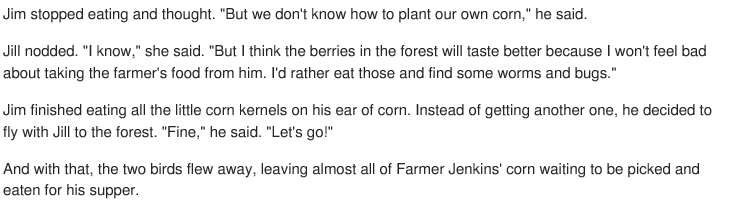 Jim stopped eating and thought. "But we don't know how to plant our own corn," he said.
Jill nodded. "I know," she said. "But I think the berries in the forest will taste better because I won't feel bad
about taking the farmer's food from him. I'd rather eat those and find some worms and bugs."
Jim finished eating all the little corn kernels on his ear of corn. Instead of getting another one, he decided to
fly with Jill to the forest. "Fine," he said. "Let's go!"
And with that, the two birds flew away, leaving almost all of Farmer Jenkins' corn waiting to be picked and
eaten for his supper.